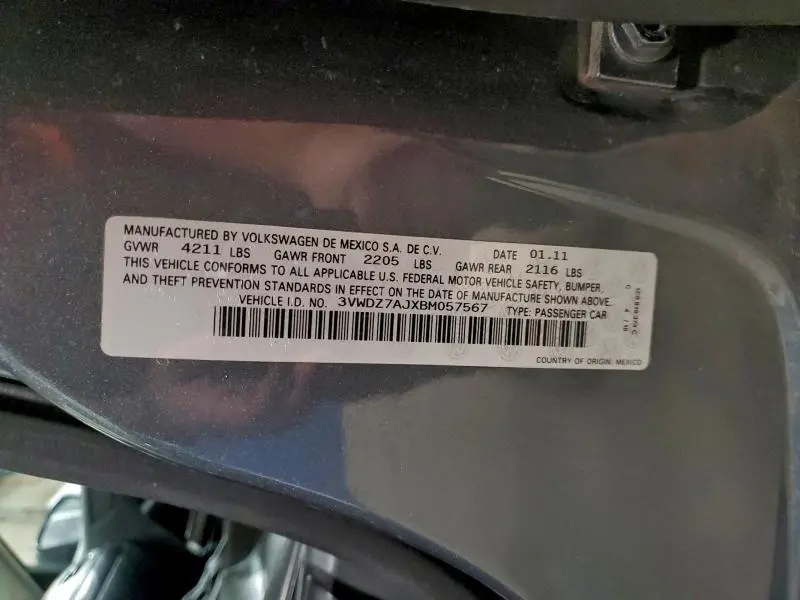 MANUFACTURED BY VOLKSWAGEN DE MEXICO S.A. DE C.V. DATE 01.11
GVWR 4211 LBS GAWR FRONT 2205 LBS GAWR REAR 2116 LBS
THIS VEHICLE CONFORMS TO ALL APPLICABLE U.S. FEDERAL MOTOR VEHICLE SAFETY, BUMPER,
AND THEFT PREVENTION STANDARDS IN EFFECT ON THE DATE OF MANUFACTURE SHOWN ABOVE.
VEHICLE I.D. NO. 3VWDZ7AJXBM057567 TYPE: PASSENGER CAR
COUNTRY OF ORIGIN: MEXICO